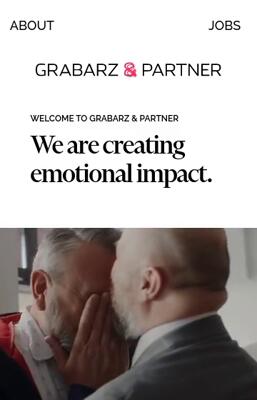 ABOUT JOBS
GRABARZ & PARTNER
WELCOME TO GRABARZ & PARTNER
We are creating
emotional impact.